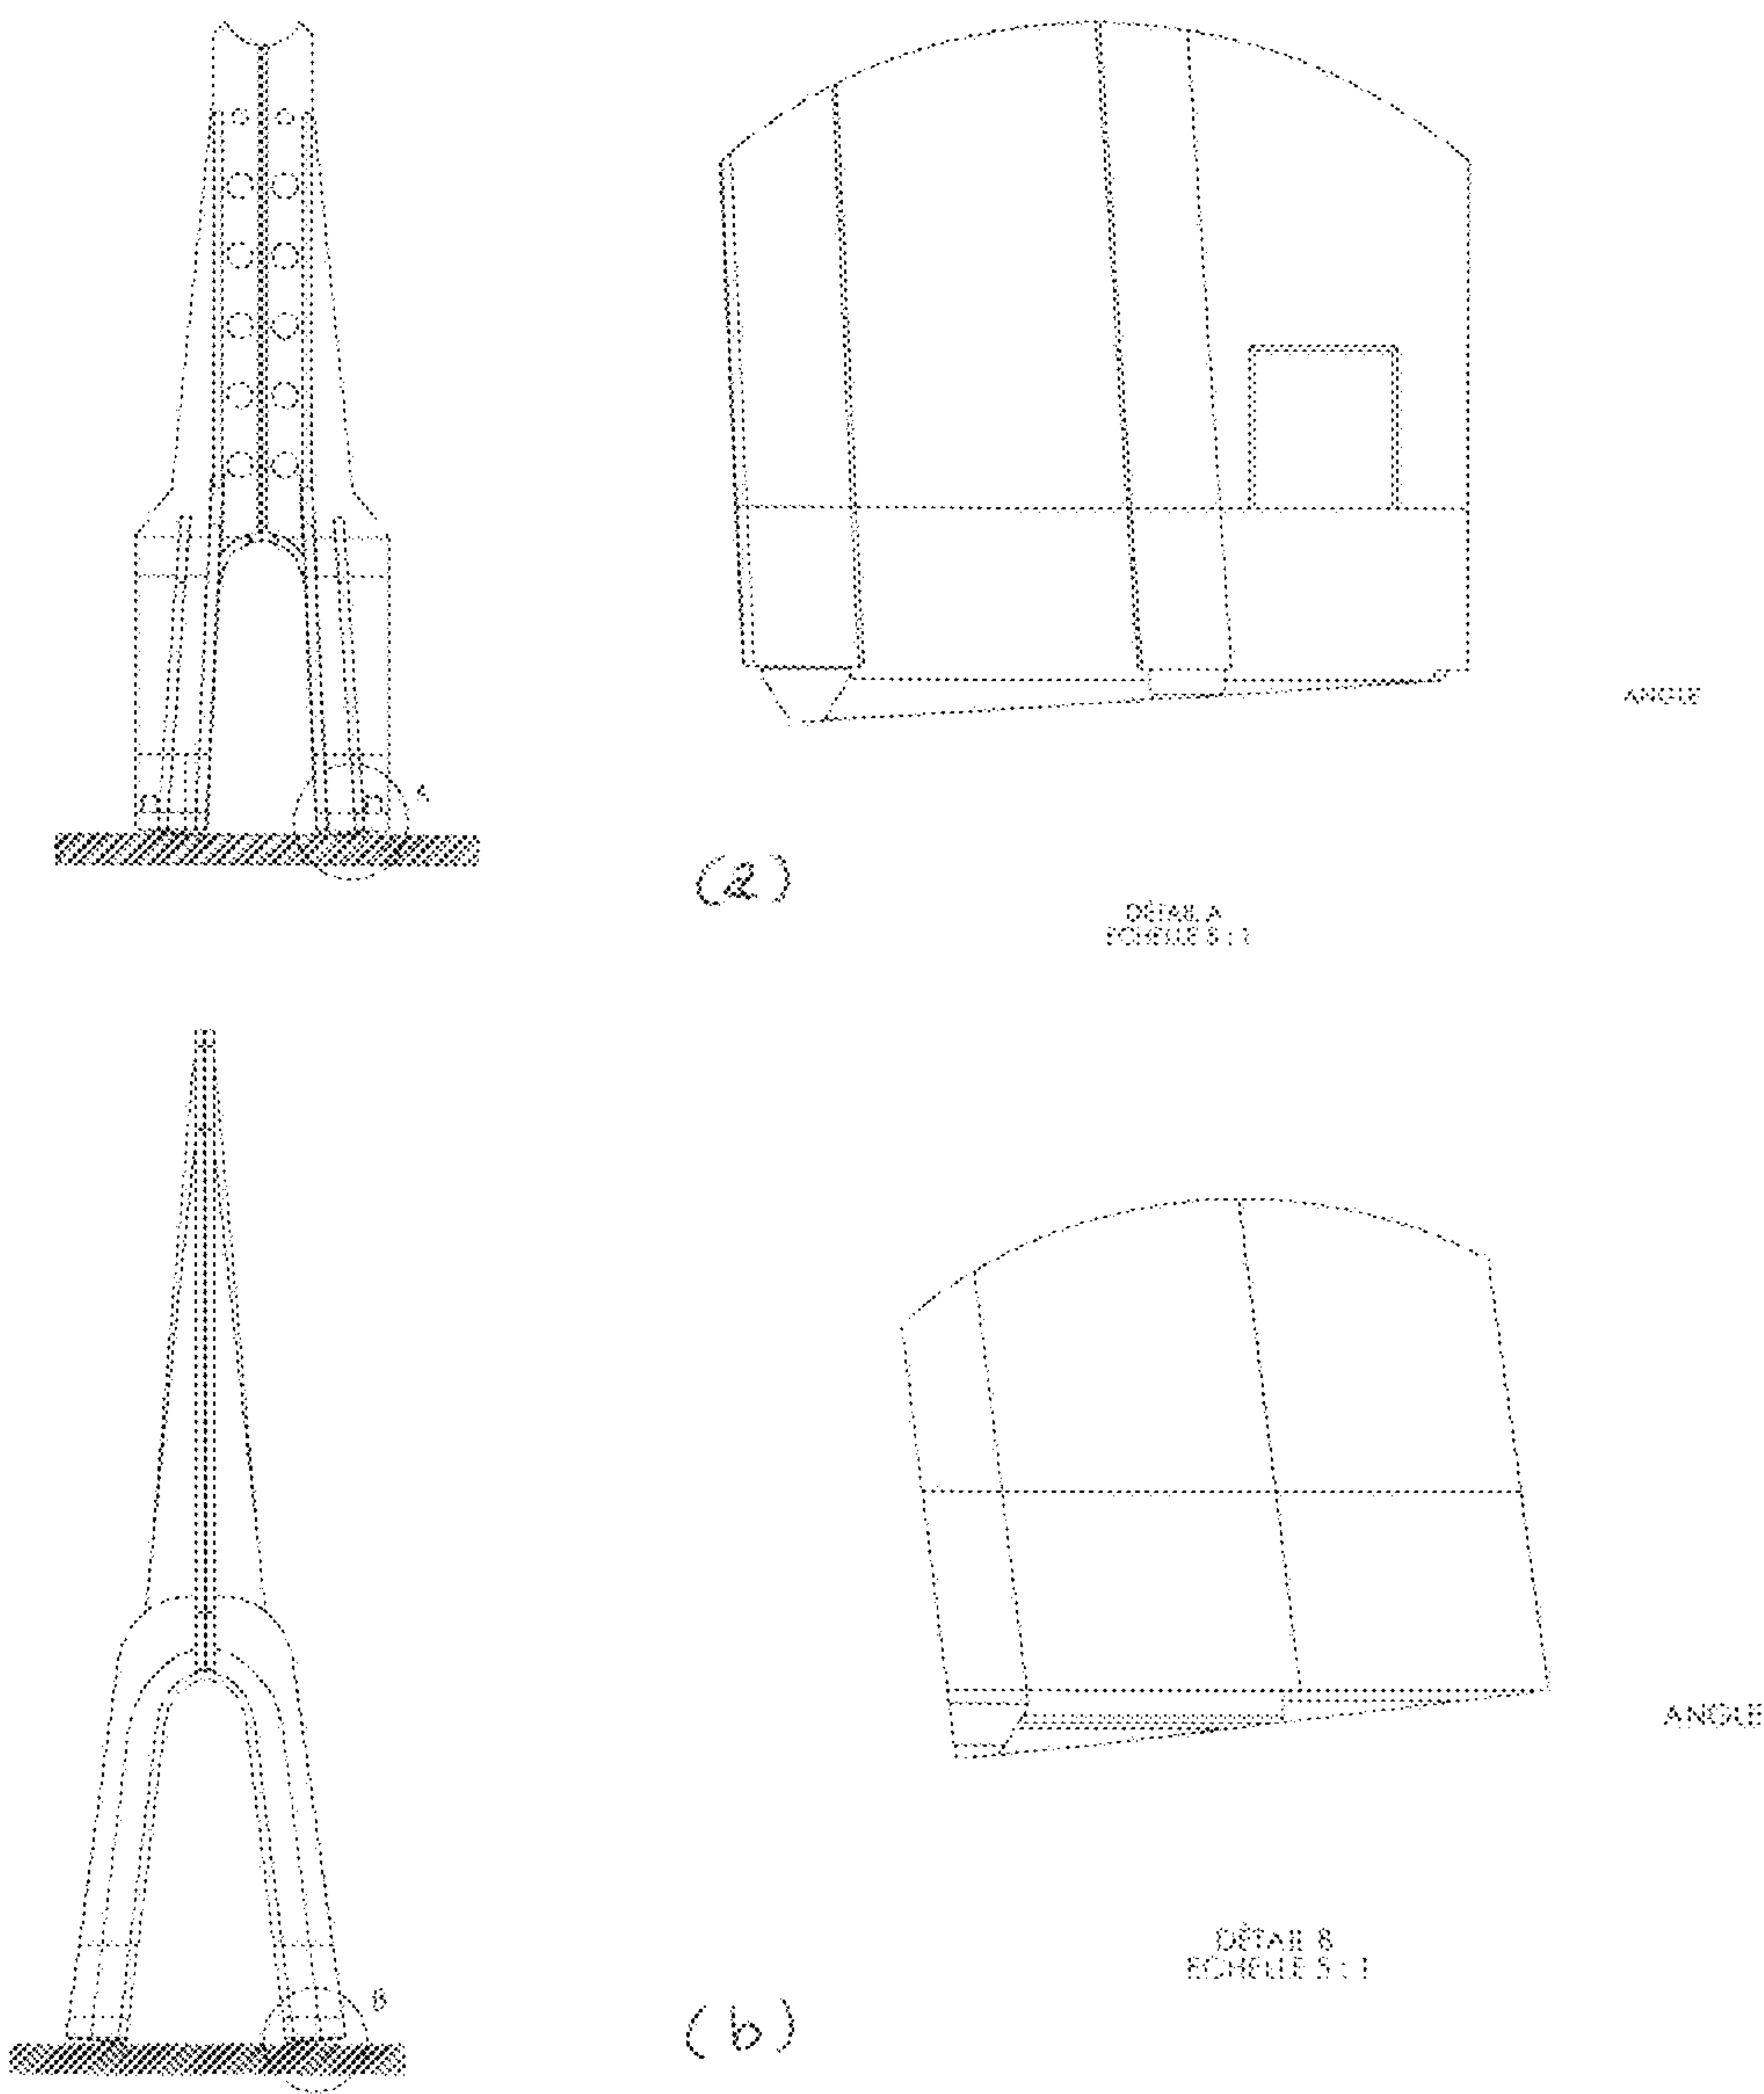 A
ANGLE
(a)
DÉTAIL A
ECHELLE 5 : 1
B
ANGLE
(b)
DÉTAIL B
ECHELLE 5 : 1